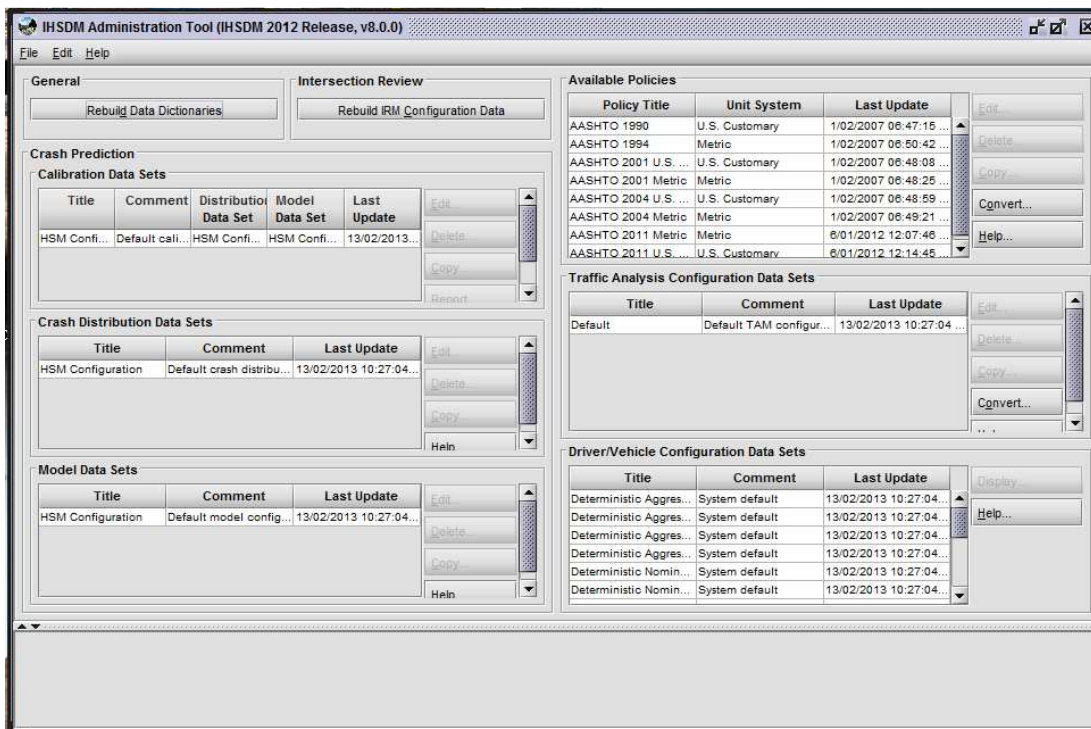 IHSDM Administration Tool (IHSDM 2012 Release, v8.0.0)
File Edit Help
General
Rebuild Data Dictionaries
Intersection Review
Rebuild IRM Configuration Data
Crash Prediction
Calibration Data Sets
Title Comment Distribution Data Set Model Data Set Last Update
HSM Confi... Default cali... HSM Confi... HSM Confi... 13/02/2013...
Edit...
Delete...
Copy...
Report...
Crash Distribution Data Sets
Title Comment Last Update
HSM Configuration Default crash distribu... 13/02/2013 10:27:04...
Edit...
Delete...
Copy...
Help
Model Data Sets
Title Comment Last Update
HSM Configuration Default model config... 13/02/2013 10:27:04...
Edit...
Delete...
Copy...
Help
Available Policies
Policy Title Unit System Last Update
AASHTO 1990 U.S. Customary 1/02/2007 06:47:15 ...
AASHTO 1994 Metric 1/02/2007 06:50:42 ...
AASHTO 2001 U.S. ... U.S. Customary 1/02/2007 06:48:08 ...
AASHTO 2001 Metric Metric 1/02/2007 06:48:25 ...
AASHTO 2004 U.S. ... U.S. Customary 1/02/2007 06:48:59 ...
AASHTO 2004 Metric Metric 1/02/2007 06:49:21 ...
AASHTO 2011 Metric Metric 6/01/2012 12:07:46 ...
AASHTO 2011 U.S. ... U.S. Customary 6/01/2012 12:14:45 ...
Edit...
Delete...
Copy...
Convert...
Help...
Traffic Analysis Configuration Data Sets
Title Comment Last Update
Default Default TAM configur... 13/02/2013 10:27:04 ...
Edit...
Delete...
Copy...
Convert...
Driver/Vehicle Configuration Data Sets
Title Comment Last Update
Deterministic Aggres... System default 13/02/2013 10:27:04...
Deterministic Aggres... System default 13/02/2013 10:27:04...
Deterministic Aggres... System default 13/02/2013 10:27:04...
Deterministic Aggres... System default 13/02/2013 10:27:04...
Deterministic Nomin... System default 13/02/2013 10:27:04...
Deterministic Nomin... System default 13/02/2013 10:27:04...
Display...
Help...